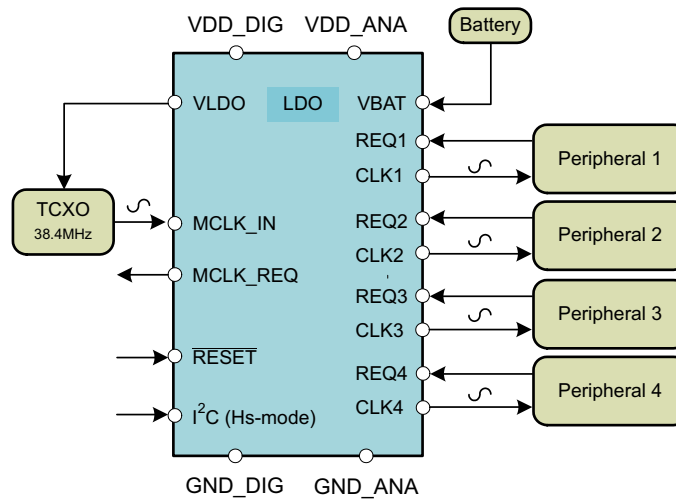 VDD_DIG
VDD_ANA
Battery
VLDO
LDO
VBAT
REQ1
Peripheral 1
CLK1
TCXO
38.4MHz
MCLK_IN
REQ2
Peripheral 2
CLK2
MCLK_REQ
REQ3
Peripheral 3
CLK3
RESET
REQ4
Peripheral 4
CLK4
I²C (Hs-mode)
GND_DIG
GND_ANA